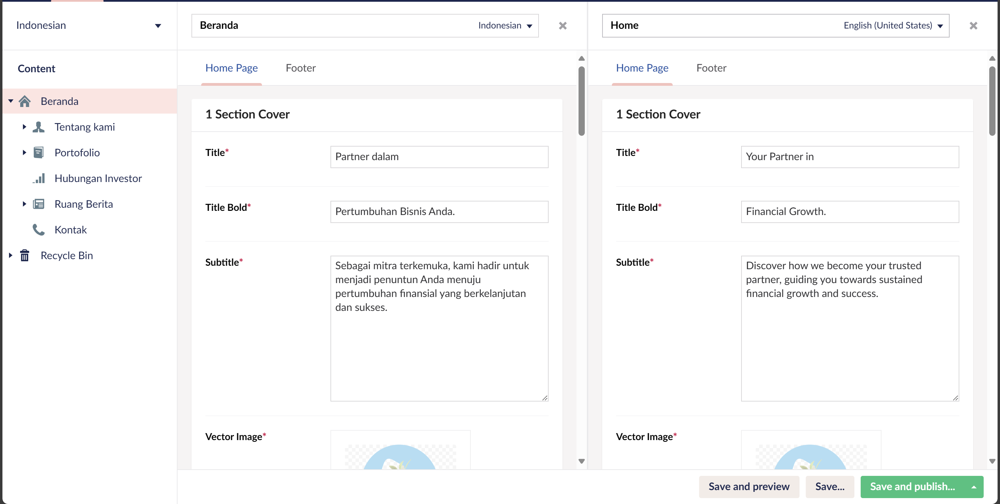 Indonesian
Content
Beranda
Tentang kami
Portofolio
Hubungan Investor
Ruang Berita
Kontak
Recycle Bin
Beranda
Indonesian
Home Page
Footer
1 Section Cover
Title*
Partner dalam
Title Bold*
Pertumbuhan Bisnis Anda.
Subtitle*
Sebagai mitra terkemuka, kami hadir untuk
menjadi penuntun Anda menuju
pertumbuhan finansial yang berkelanjutan
dan sukses.
Vector Image*
Home
English (United States)
Home Page
Footer
1 Section Cover
Title*
Your Partner in
Title Bold*
Financial Growth.
Subtitle*
Discover how we become your trusted
partner, guiding you towards sustained
financial growth and success.
Vector Image*
Save and preview
Save...
Save and publish...